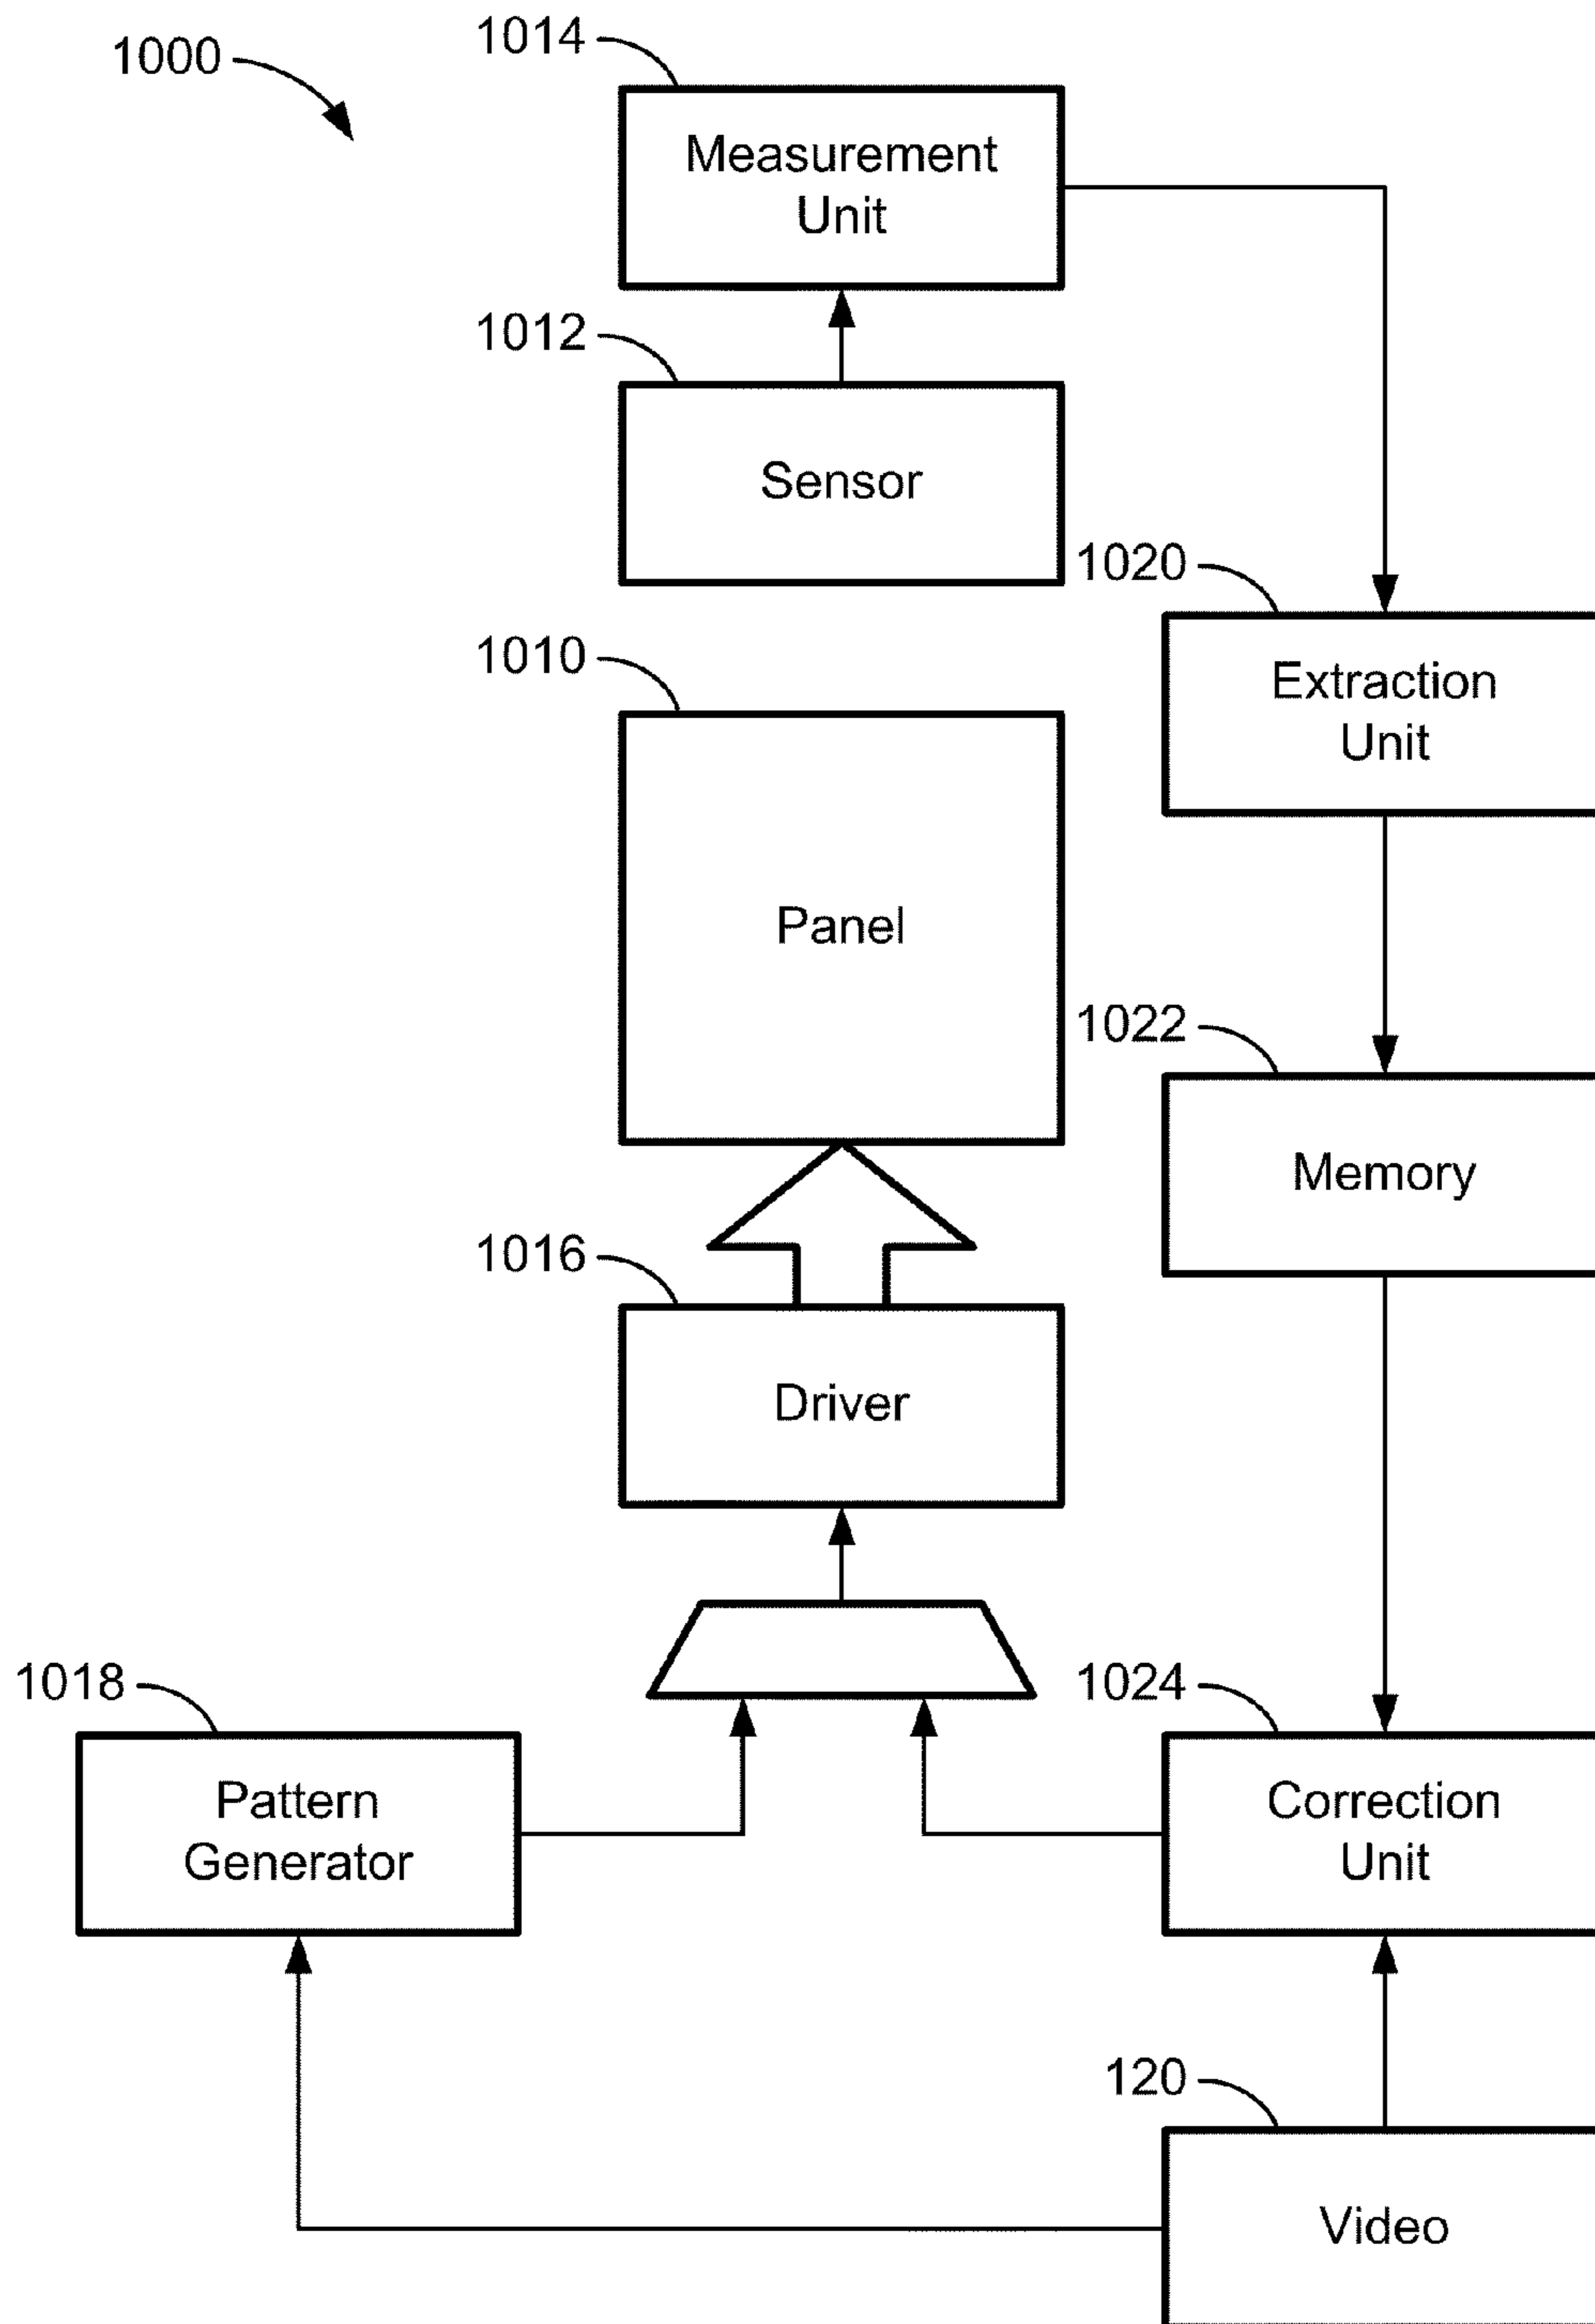 1000
1014
Measurement
Unit
1012
Sensor
1020
Extraction
Unit
1010
Panel
1022
Memory
1016
Driver
1018
Pattern
Generator
1024
Correction
Unit
120
Video